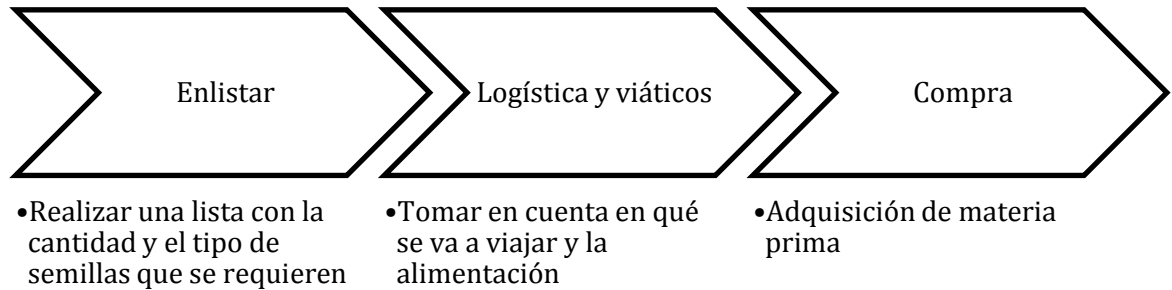 Enlistar
Logística y viáticos
Compra
•Realizar una lista con la
cantidad y el tipo de
semillas que se requieren
•Tomar en cuenta en qué
se va a viajar y la
alimentación
•Adquisición de materia
prima